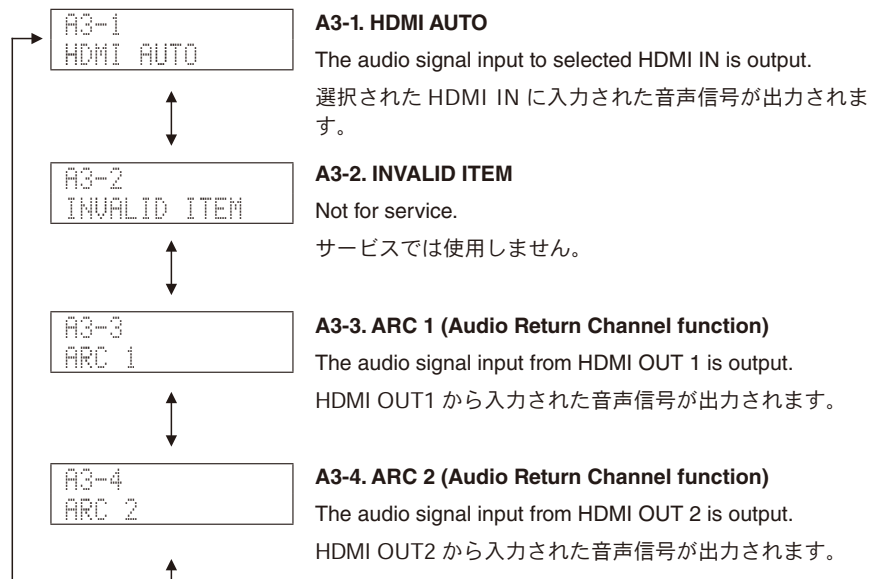 A3-1
HDMI AUTO
A3-1. HDMI AUTO
The audio signal input to selected HDMI IN is output.
選択された HDMI IN に入力された音声信号が出力されま
す。
A3-2
INVALID ITEM
A3-2. INVALID ITEM
Not for service.
サービスでは使用しません。
A3-3
ARC 1
A3-3. ARC 1 (Audio Return Channel function)
The audio signal input from HDMI OUT 1 is output.
HDMI OUT1 から入力された音声信号が出力されます。
A3-4
ARC 2
A3-4. ARC 2 (Audio Return Channel function)
The audio signal input from HDMI OUT 2 is output.
HDMI OUT2 から入力された音声信号が出力されます。